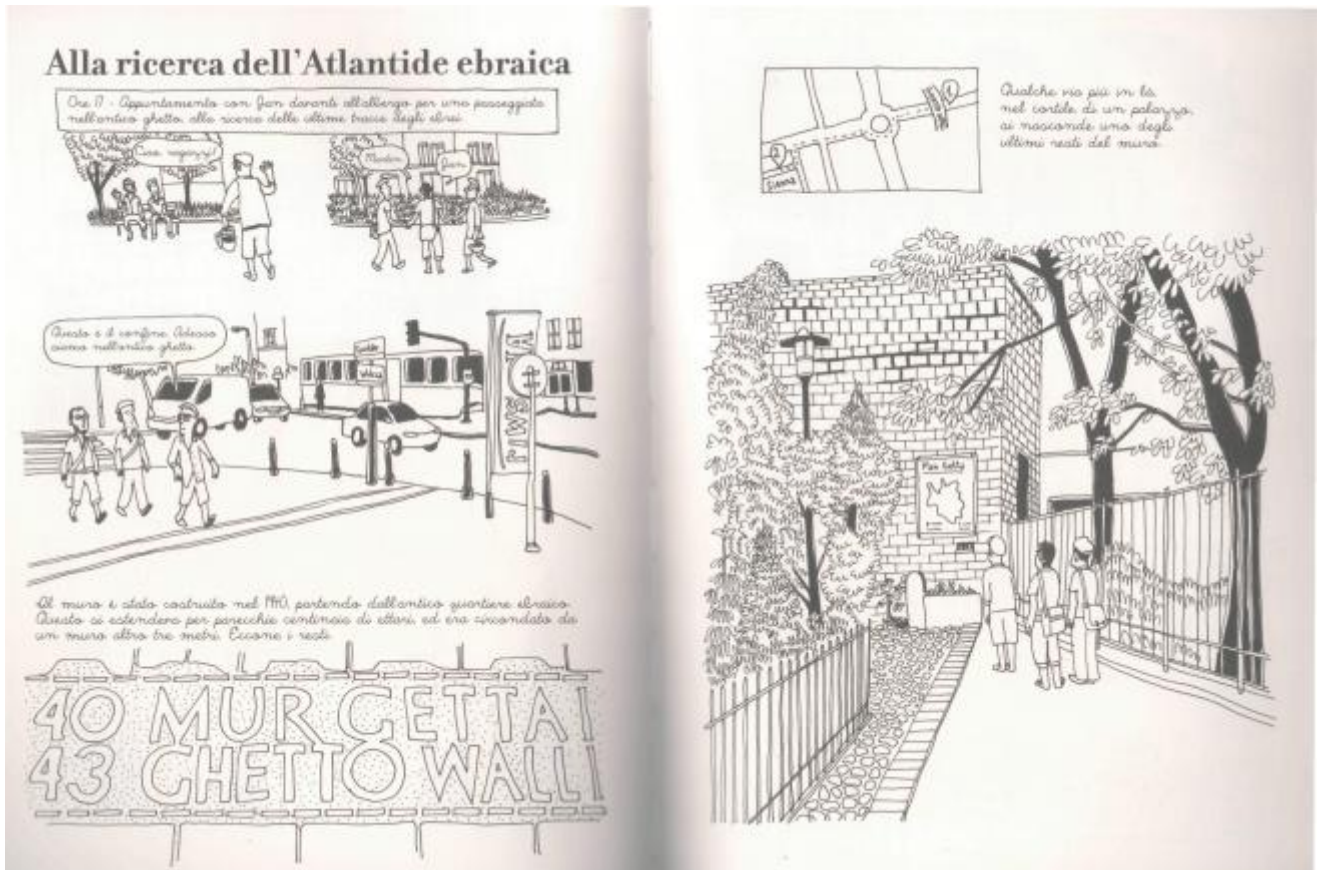 Alla ricerca dell'Atlantide ebraica
Ore 17 - Appuntamento con Jan davanti all'albergo per una passeggiata
nell'antico ghetto, alla ricerca delle ultime tracce degli ebrei.
Ciao ragazzi!
Jan.
Questo è il confine. Adesso
siamo nell'antico ghetto.
Il muro è stato costruito nel 1940, partendo dall'antico quartiere ebraico.
Questo si estendeva per parecchie centinaia di ettari, ed era circondato da
un muro altro tre metri. Eccone i resti.
40 MUR GETTA I
43 GHETTO WALL I
Qualche via più in là,
nel cortile di un palazzo,
si nasconde uno degli
ultimi resti del muro.
Sienna